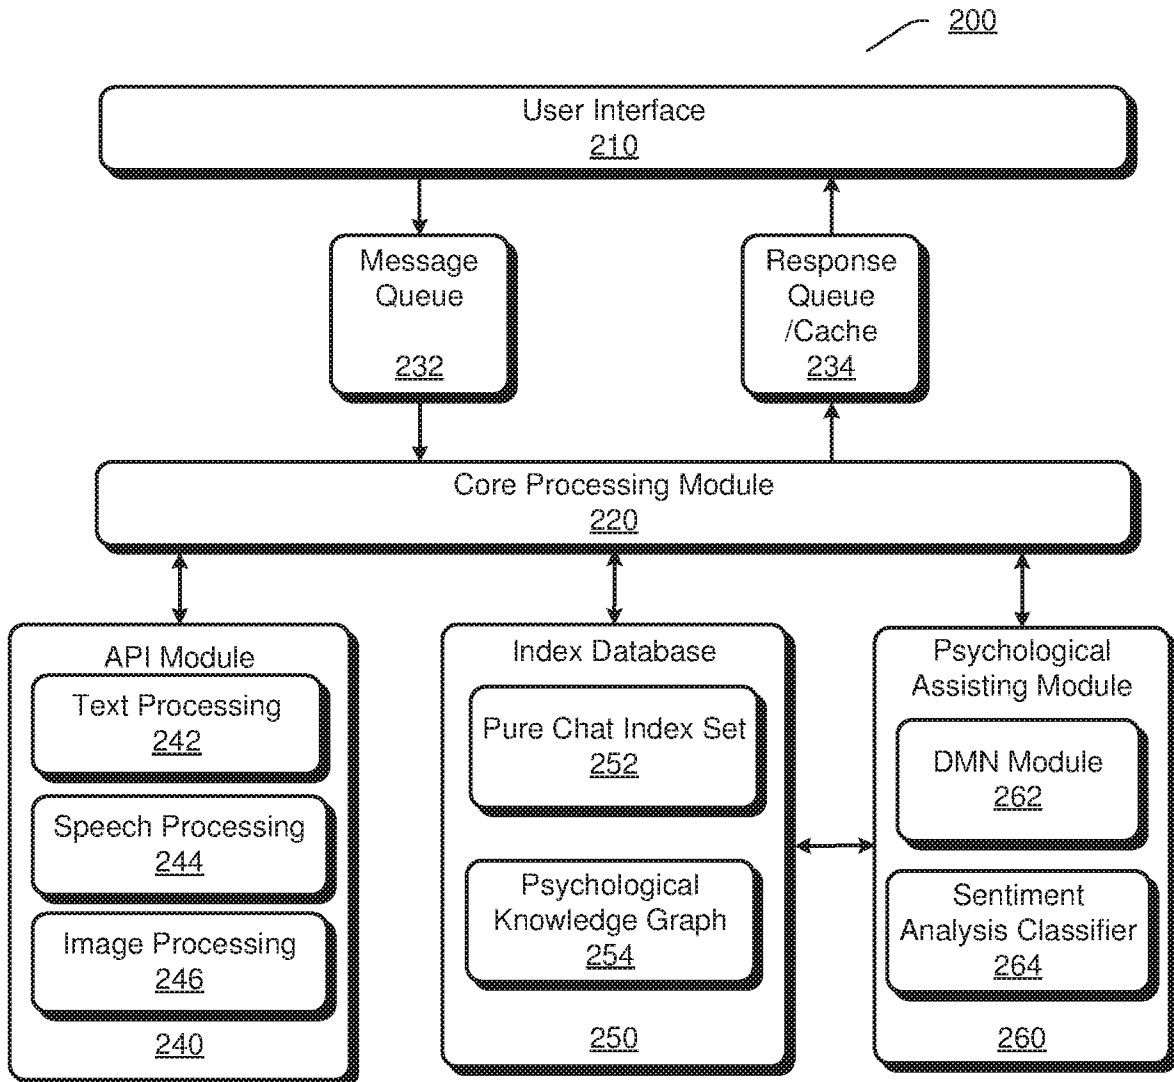 200
User Interface
210
Message
Queue
232
Response
Queue
/Cache
234
Core Processing Module
220
API Module
Text Processing
242
Speech Processing
244
Image Processing
246
240
Index Database
Pure Chat Index Set
252
Psychological
Knowledge Graph
254
250
Psychological
Assisting Module
DMN Module
262
Sentiment
Analysis Classifier
264
260